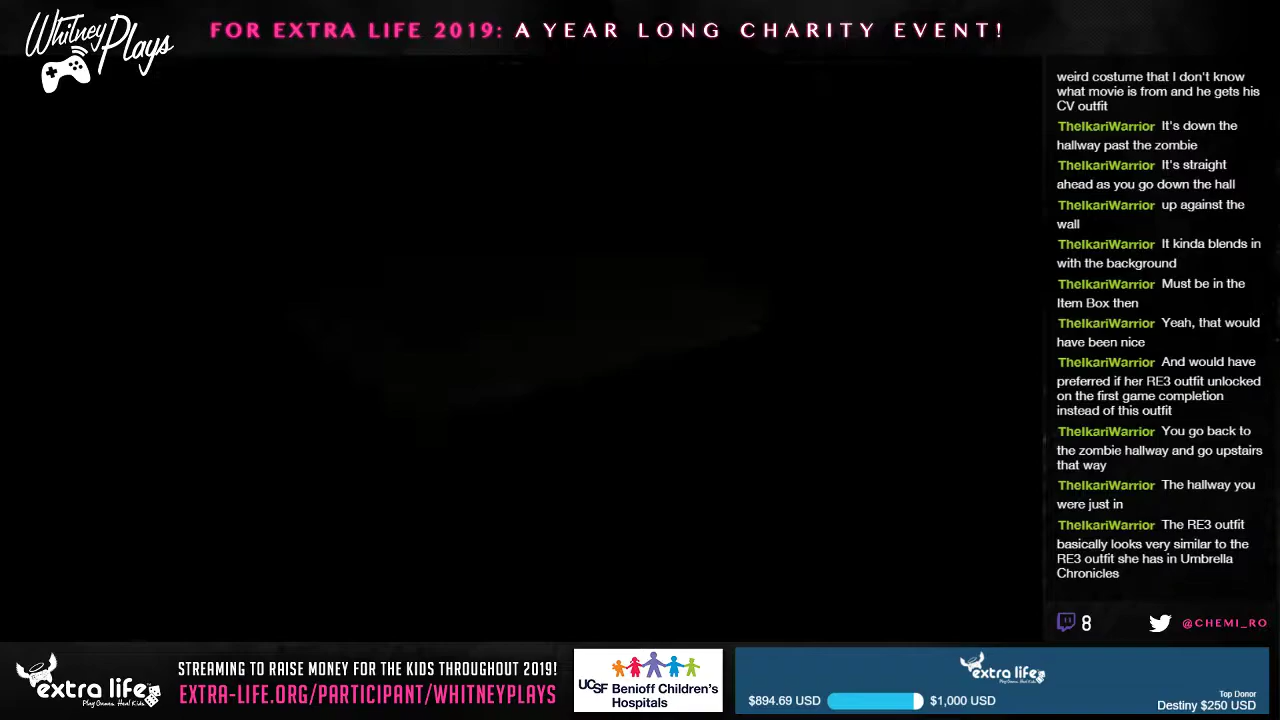 Whitney Plays
FOR EXTRA LIFE 2019: A YEAR LONG CHARITY EVENT!
weird costume that I don't know
what movie is from and he gets his
CV outfit
TheIkariWarrior It's down the
hallway past the zombie
TheIkariWarrior It's straight
ahead as you go down the hall
TheIkariWarrior up against the
wall
TheIkariWarrior It kinda blends in
with the background
TheIkariWarrior Must be in the
Item Box then
TheIkariWarrior Yeah, that would
have been nice
TheIkariWarrior And would have
preferred if her RE3 outfit unlocked
on the first game completion
instead of this outfit
TheIkariWarrior You go back to
the zombie hallway and go upstairs
that way
TheIkariWarrior The hallway you
were just in
TheIkariWarrior The RE3 outfit
basically looks very similar to the
RE3 outfit she has in Umbrella
Chronicles
8
@CHEMI_RO
extra life
Play Games. Heal Kids.
STREAMING TO RAISE MONEY FOR THE KIDS THROUGHOUT 2019!
EXTRA-LIFE.ORG/PARTICIPANT/WHITNEYPLAYS
UCSF Benioff Children's
Hospitals
extra life
Play Games. Heal Kids.
$894.69 USD
$1,000 USD
Top Donor
Destiny $250 USD